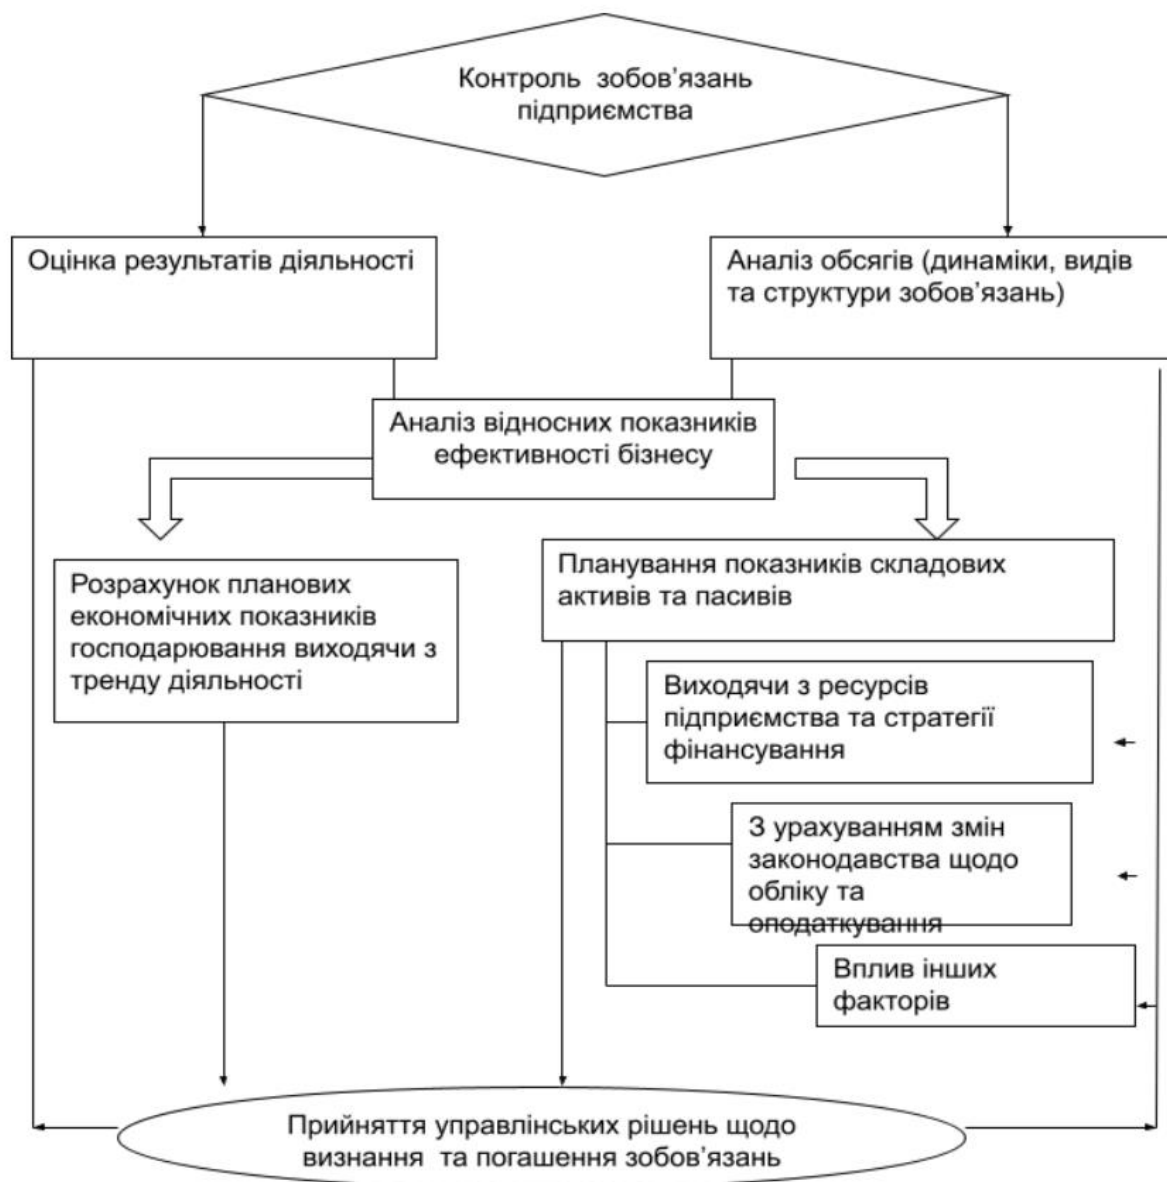 Контроль зобов’язань
підприємства
Оцінка результатів діяльності
Аналіз обсягів (динаміки, видів
та структури зобов’язань)
Аналіз відносних показників
ефективності бізнесу
Розрахунок планових
економічних показників
господарювання виходячи з
тренду діяльності
Планування показників складових
активів та пасивів
Виходячи з ресурсів
підприємства та стратегії
фінансування
З урахуванням змін
законодавства щодо
обліку та
оподаткування
Вплив інших
факторів
Прийняття управлінських рішень щодо
визнання та погашення зобов’язань